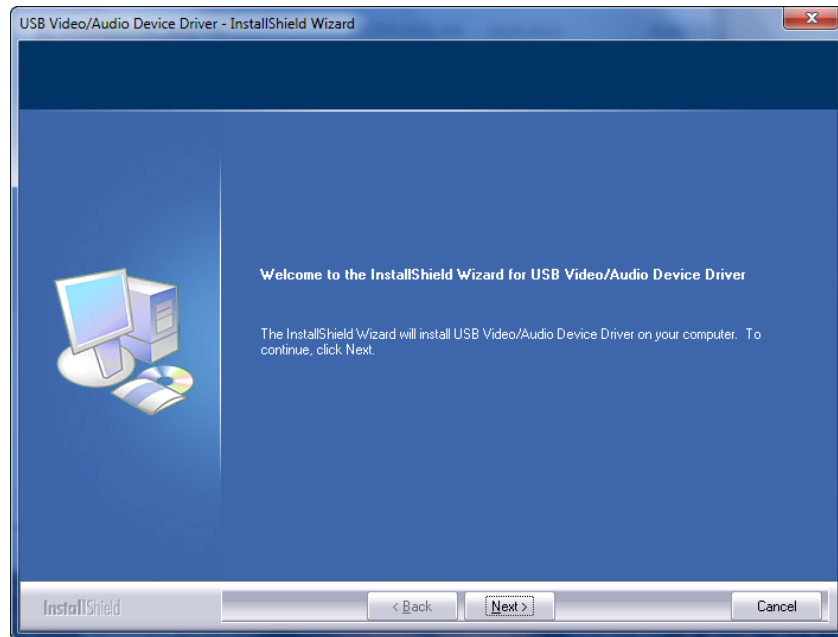 USB Video/Audio Device Driver - InstallShield Wizard
Welcome to the InstallShield Wizard for USB Video/Audio Device Driver
The InstallShield Wizard will install USB Video/Audio Device Driver on your computer. To
continue, click Next.
InstallShield
< Back
Next >
Cancel